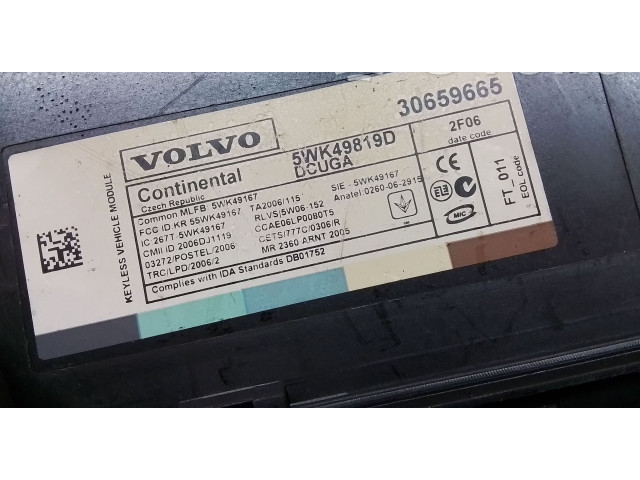 KEYLESS VEHICLE MODULE
VOLVO
5WK49819D
DCUGA
30659665
Continental
Czech Republic
2F06
date code
Common MLFB 5WK49167
FCC ID:KR 55WK49167
IC 267T-5WK49167
CMII ID 2006DJ1119
03272/POSTEL/2006
TRC/LPD/2006/2
TA2006/115
RLVS/5W06-152
CCAE06LP0080T5
CETS/777C/0306/R
MR 2360 ARNT 2005
SIE - 5WK49167
Anatel:0260-06-2915
Complies with IDA Standards DB01752
CE
MIC
FT_011
EOL code